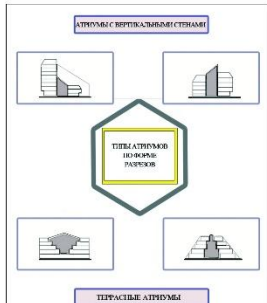 АТРИУМЫ С ВЕРТИКАЛЬНЫМИ СТЕНАМИ
ТИПЫ АТРИУМОВ
ПО ФОРМЕ
РАЗРЕЗОВ
ТЕРРАСНЫЕ АТРИУМЫ